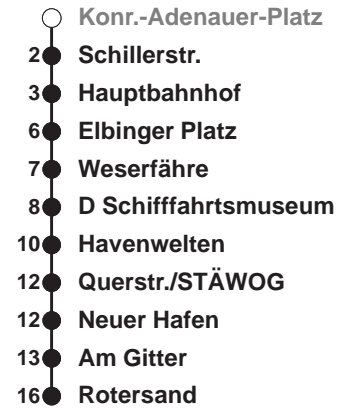 Konr.-Adenauer-Platz
2 Schillerstr.
3 Hauptbahnhof
6 Elbinger Platz
7 Weserfähre
8 D Schifffahrtsmuseum
10 Havenwelten
12 Querstr./STÄWOG
12 Neuer Hafen
13 Am Gitter
16 Rotersand